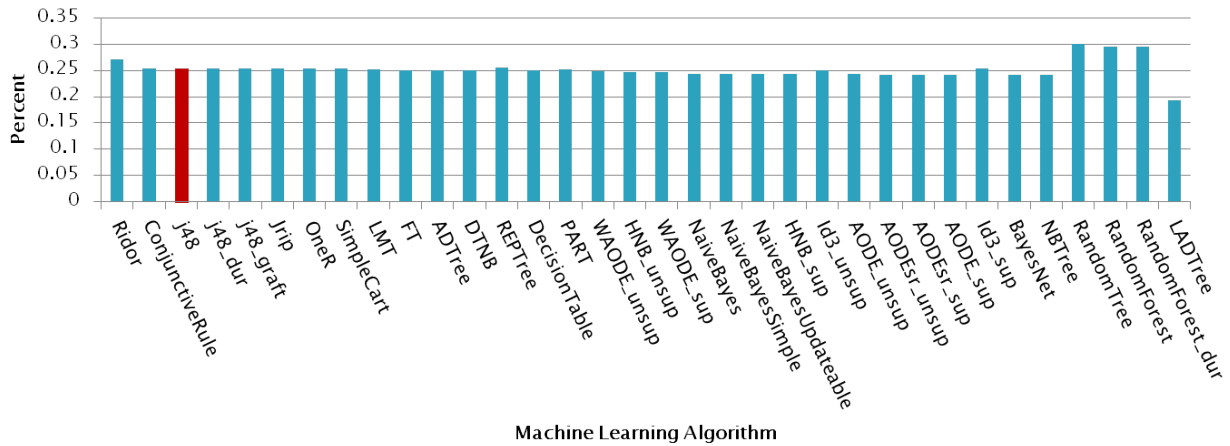 0.35
0.3
0.25
0.2
0.15
0.1
0.05
0
Percent
Ridor
ConjunctiveRule
j48
j48_dur
j48_graft
Jrip
OneR
SimpleCart
LMT
FT
ADTree
DTNB
REPTree
DecisionTable
PART
WAODE_unsup
HNB_unsup
WAODE_sup
NaiveBayes
NaiveBayesSimple
NaiveBayesUpdateable
HNB_sup
Id3_unsup
AODE_unsup
AODEsr_unsup
AODEsr_sup
AODE_sup
Id3_sup
BayesNet
NBTree
RandomTree
RandomForest
RandomForest_dur
LADTree
Machine Learning Algorithm